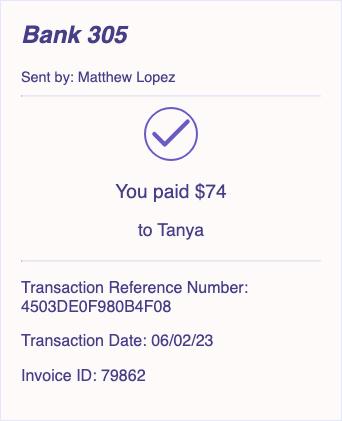 Bank 305
Sent by: Matthew Lopez
You paid $74
to Tanya
Transaction Reference Number:
4503DE0F980B4F08
Transaction Date: 06/02/23
Invoice ID: 79862